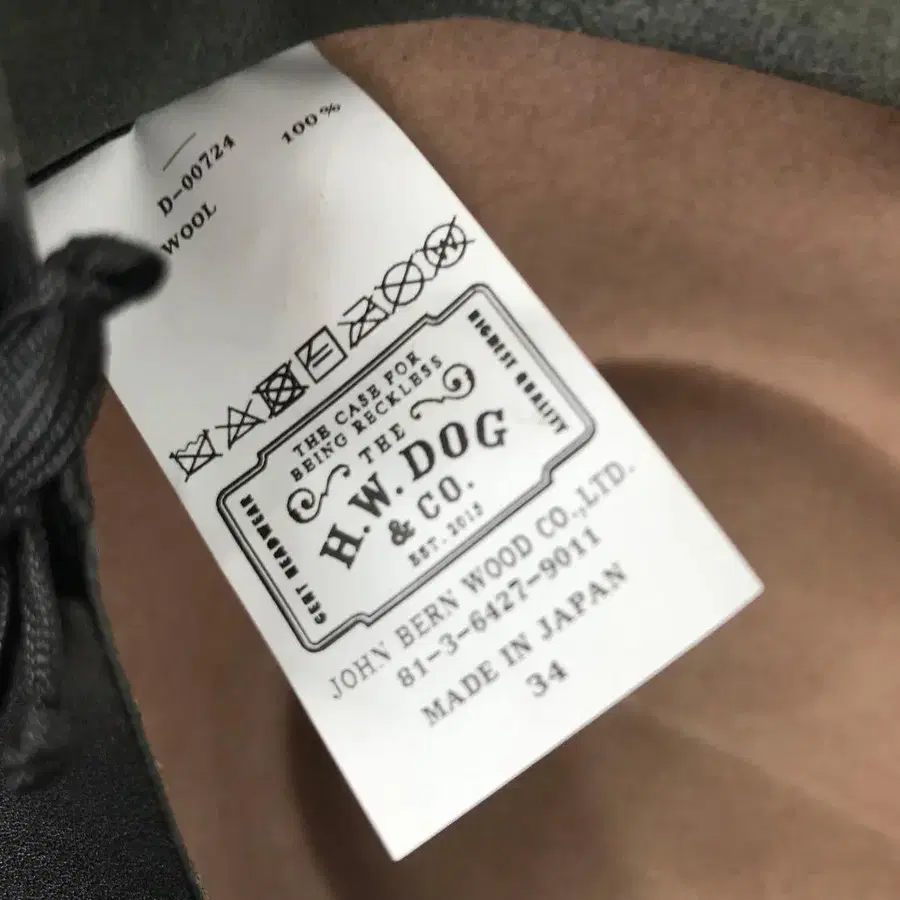 D-00724
WOOL 100%
THE CASE FOR
BEING RECKLESS
THE
H.W.DOG
& CO.
EST.2015
GENT HEADWEAR
HIGHEST QUALITY
JOHN BERN WOOD CO.,LTD.
81-3-6427-9011
MADE IN JAPAN
34